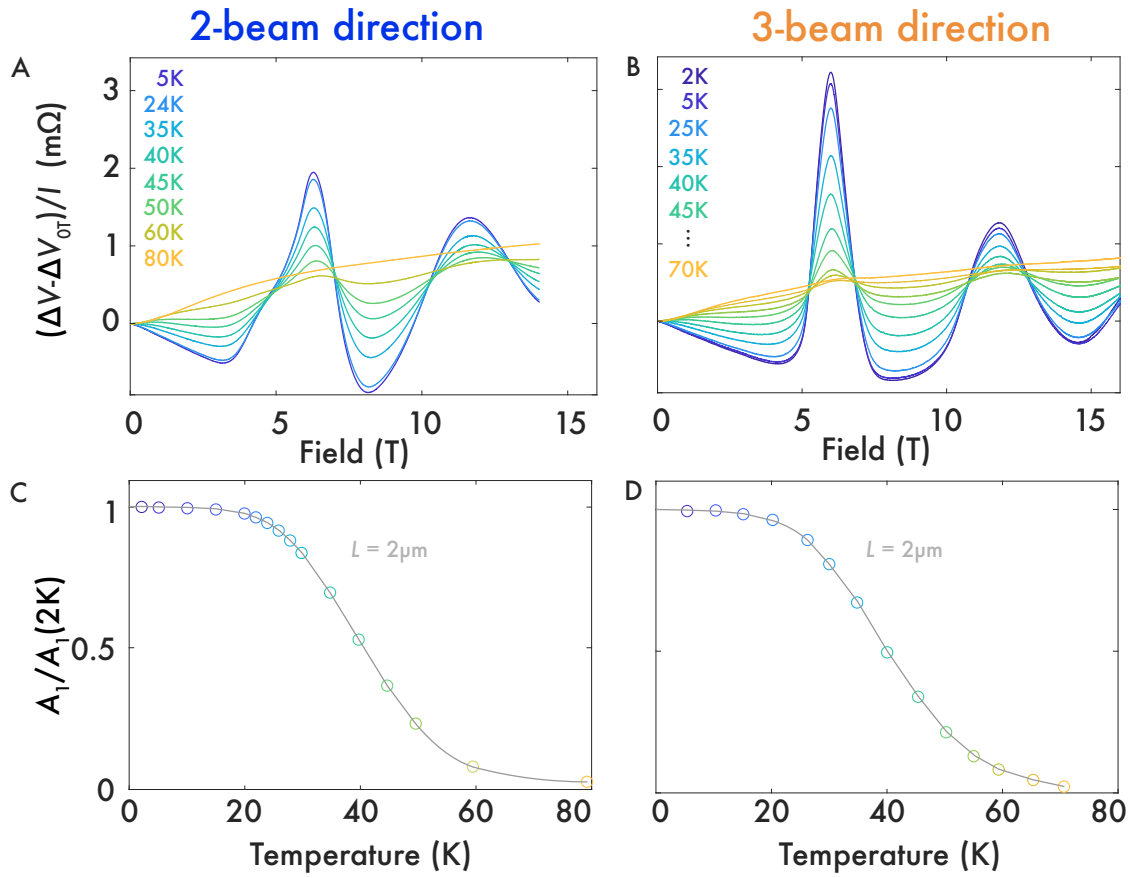 2-beam direction
3-beam direction
A
B
(ΔV-ΔV0T)/I (mΩ)
3
2
1
0
5K
24K
35K
40K
45K
50K
60K
80K
2K
5K
25K
35K
40K
45K
⋮
70K
0
5
10
15
Field (T)
0
5
10
15
Field (T)
C
D
A1/A1(2K)
1
0.5
0
L = 2μm
L = 2μm
0
20
40
60
80
Temperature (K)
0
20
40
60
80
Temperature (K)